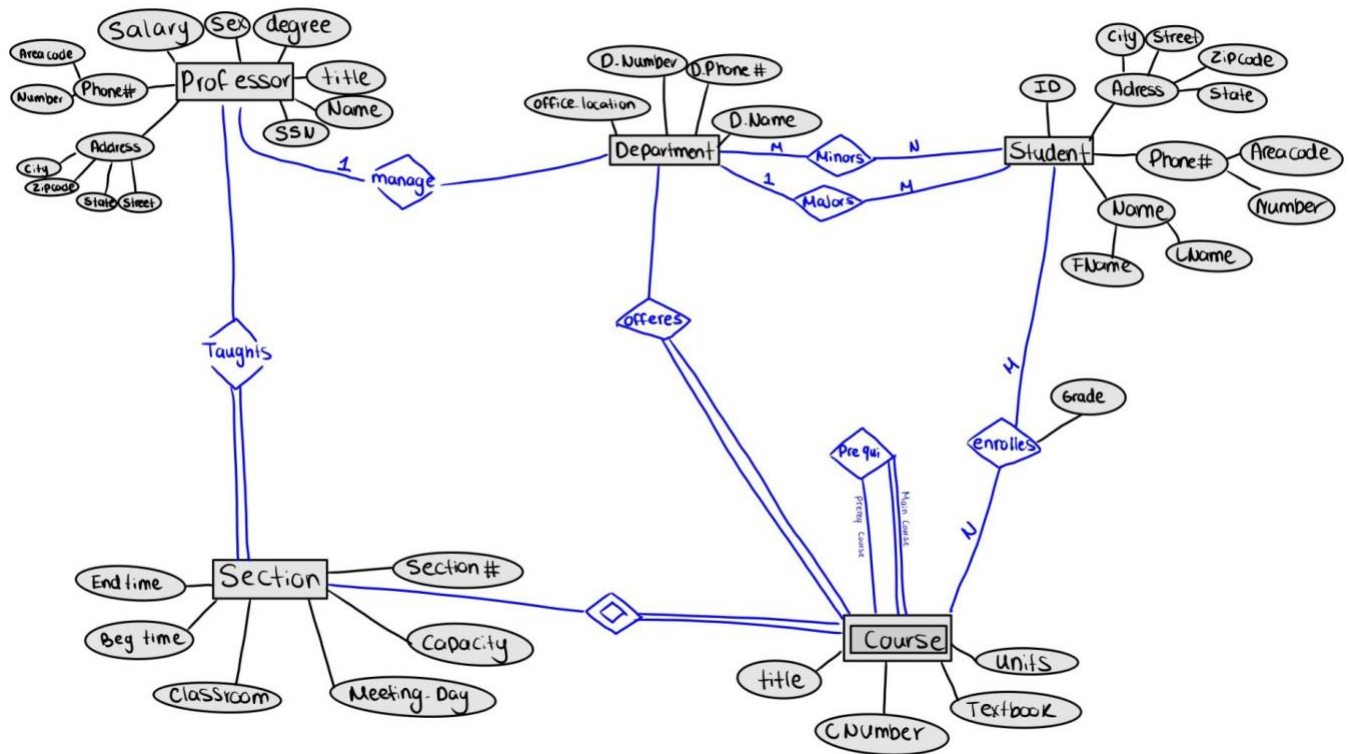 Salary
Sex
degree
Area code
Number
Phone#
Professor
title
Name
SSN
Address
City
Zipcode
State
Street
1
manage
D.Number
D.Phone #
office location
D.Name
Department
M
Minors
N
1
Majors
M
City
Street
Zipcode
State
Adress
ID
Student
Phone#
Area code
Number
Name
FName
LName
Taughts
offeres
M
Grade
enrolles
N
Prequi
prereq course
Main course
Section
Section #
End time
Beg time
Classroom
Meeting-Day
Capacity
Course
title
CNumber
Textbook
units